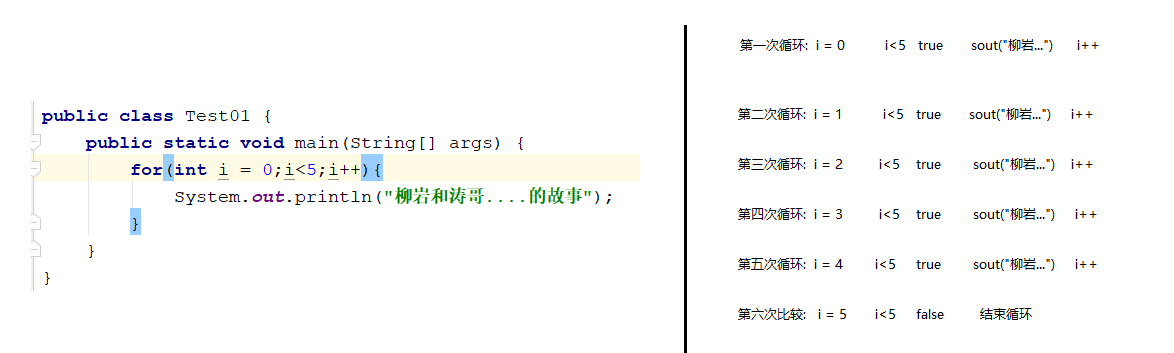 public class Test01 {
public static void main(String[] args) {
for(int i = 0;i<5;i++){
System.out.println("柳岩和涛哥....的故事");
}
}
}
第一次循环: i = 0 i<5 true sout("柳岩...") i++
第二次循环: i = 1 i<5 true sout("柳岩...") i++
第三次循环: i = 2 i<5 true sout("柳岩...") i++
第四次循环: i = 3 i<5 true sout("柳岩...") i++
第五次循环: i = 4 i<5 true sout("柳岩...") i++
第六次比较: i = 5 i<5 false 结束循环